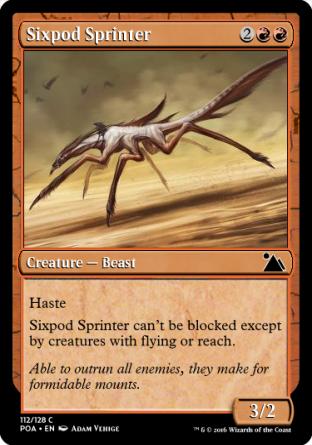 Sixpod Sprinter 2
Creature — Beast
Haste
Sixpod Sprinter can't be blocked except
by creatures with flying or reach.
Able to outrun all enemies, they make for
formidable mounts.
3/2
112/128 C
POA • EN Adam Vehige
™ & © 2016 Wizards of the Coast